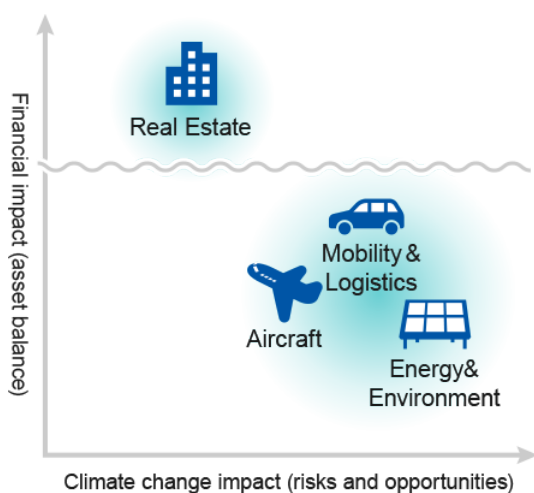 Financial impact (asset balance)
Real Estate
Mobility &
Logistics
Aircraft
Energy&
Environment
Climate change impact (risks and opportunities)